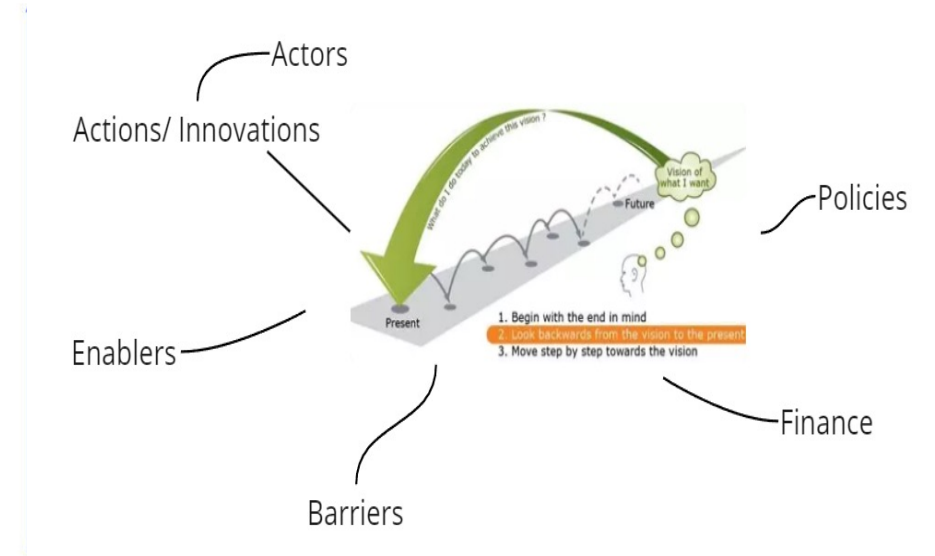 Actors
Actions/ Innovations
What do I do today to achieve this vision ?
Vision of
what I want
Policies
Future
Present
1. Begin with the end in mind
2. Look backwards from the vision to the present
3. Move step by step towards the vision
Enablers
Finance
Barriers